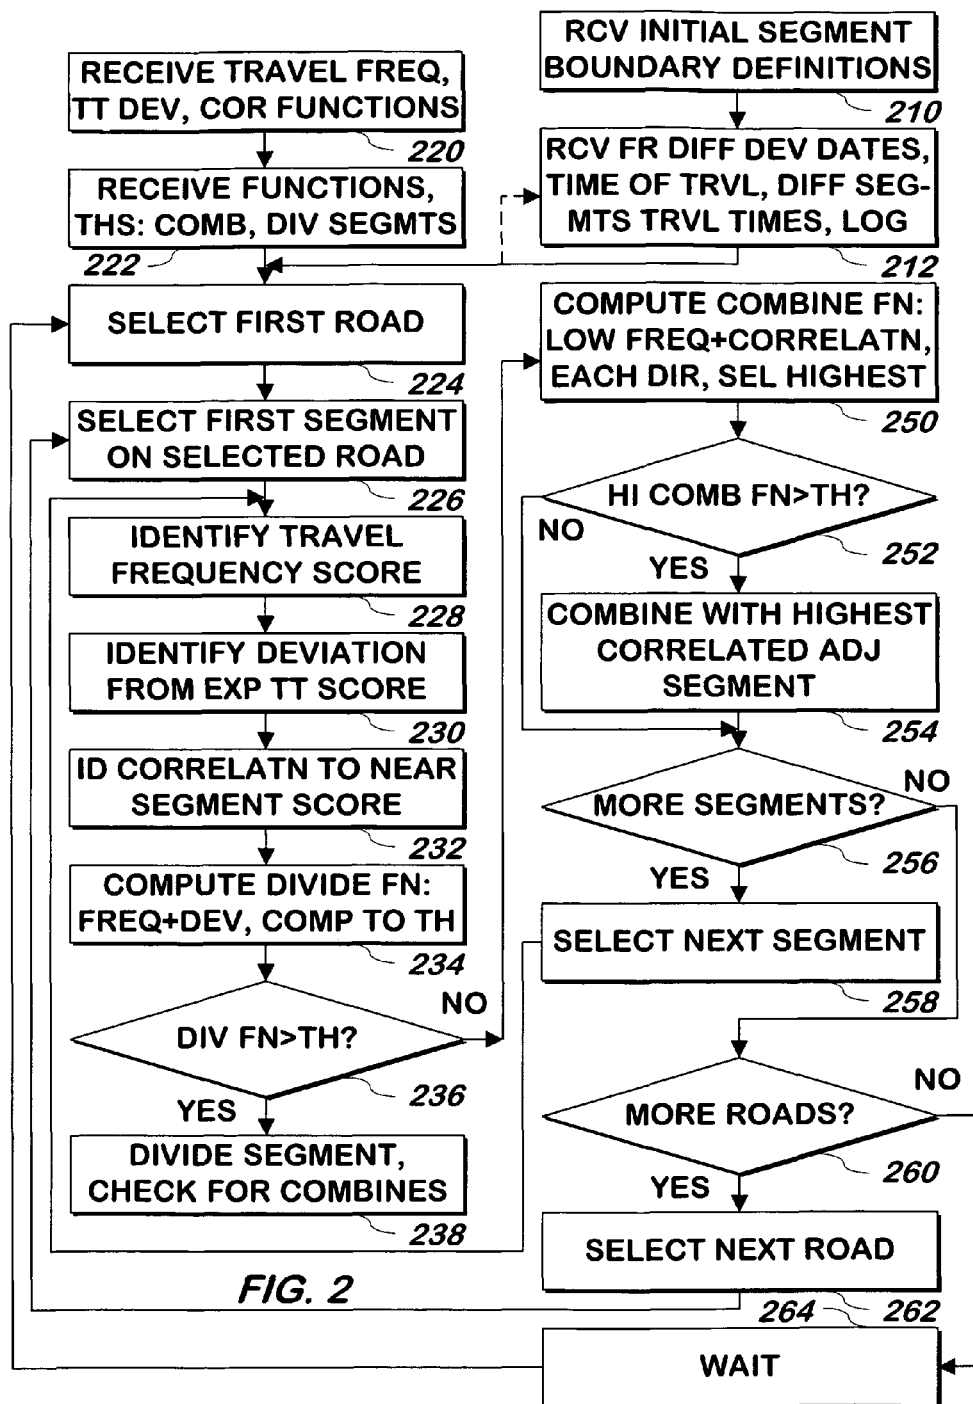 RECEIVE TRAVEL FREQ,
TT DEV, COR FUNCTIONS
220
RECEIVE FUNCTIONS,
THS: COMB, DIV SEGMTS
222
SELECT FIRST ROAD
224
SELECT FIRST SEGMENT
ON SELECTED ROAD
226
IDENTIFY TRAVEL
FREQUENCY SCORE
228
IDENTIFY DEVIATION
FROM EXP TT SCORE
230
ID CORRELATN TO NEAR
SEGMENT SCORE
232
COMPUTE DIVIDE FN:
FREQ+DEV, COMP TO TH
234
DIV FN>TH?
NO
236
YES
DIVIDE SEGMENT,
CHECK FOR COMBINES
238
FIG. 2
RCV INITIAL SEGMENT
BOUNDARY DEFINITIONS
210
RCV FR DIFF DEV DATES,
TIME OF TRVL, DIFF SEG-
MTS TRVL TIMES, LOG
212
COMPUTE COMBINE FN:
LOW FREQ+CORRELATN,
EACH DIR, SEL HIGHEST
250
HI COMB FN>TH?
NO
252
YES
COMBINE WITH HIGHEST
CORRELATED ADJ
SEGMENT
254
MORE SEGMENTS?
NO
256
YES
SELECT NEXT SEGMENT
258
MORE ROADS?
NO
260
YES
SELECT NEXT ROAD
262
264
WAIT